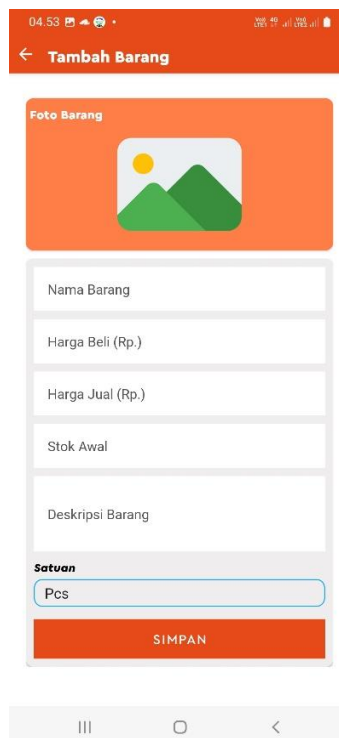 04.53
Tambah Barang
Foto Barang
Nama Barang
Harga Beli (Rp.)
Harga Jual (Rp.)
Stok Awal
Deskripsi Barang
Satuan
Pcs
SIMPAN